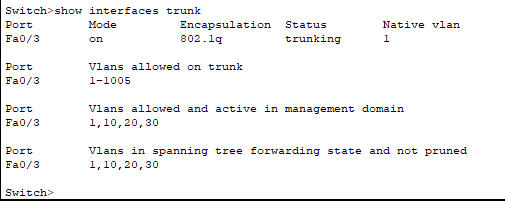 Switch>show interfaces trunk
Port        Mode         Encapsulation  Status        Native vlan
Fa0/3       on           802.1q         trunking      1
Port        Vlans allowed on trunk
Fa0/3       1-1005
Port        Vlans allowed and active in management domain
Fa0/3       1,10,20,30
Port        Vlans in spanning tree forwarding state and not pruned
Fa0/3       1,10,20,30
Switch>